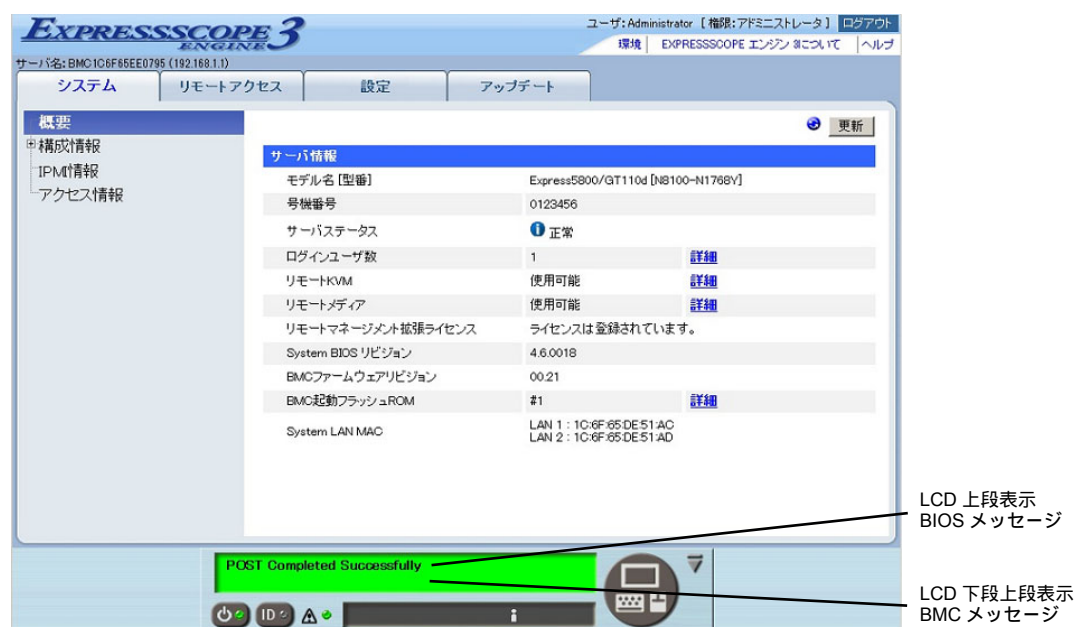 EXPRESSSCOPE ENGINE 3
ユーザ:Administrator [権限:アドミニストレータ] ログアウト
環境 EXPRESSSCOPE エンジン 3について ヘルプ
サーバ名: BMC1C6F65EE0795 (192.168.1.1)
システム リモートアクセス 設定 アップデート
概要
構成情報
IPMI情報
アクセス情報
更新
サーバ情報
モデル名 [型番] Express5800/GT110d [N8100-N1768Y]
号機番号 0123456
サーバステータス 正常
ログインユーザ数 1 詳細
リモートKVM 使用可能 詳細
リモートメディア 使用可能 詳細
リモートマネージメント拡張ライセンス ライセンスは登録されています。
System BIOS リビジョン 4.6.0018
BMCファームウェアリビジョン 00.21
BMC起動フラッシュROM #1 詳細
System LAN MAC LAN 1 : 1C:6F:65:DE:51:AC
LAN 2 : 1C:6F:65:DE:51:AD
LCD 上段表示
BIOS メッセージ
POST Completed Successfully
LCD 下段上段表示
BMC メッセージ
ID